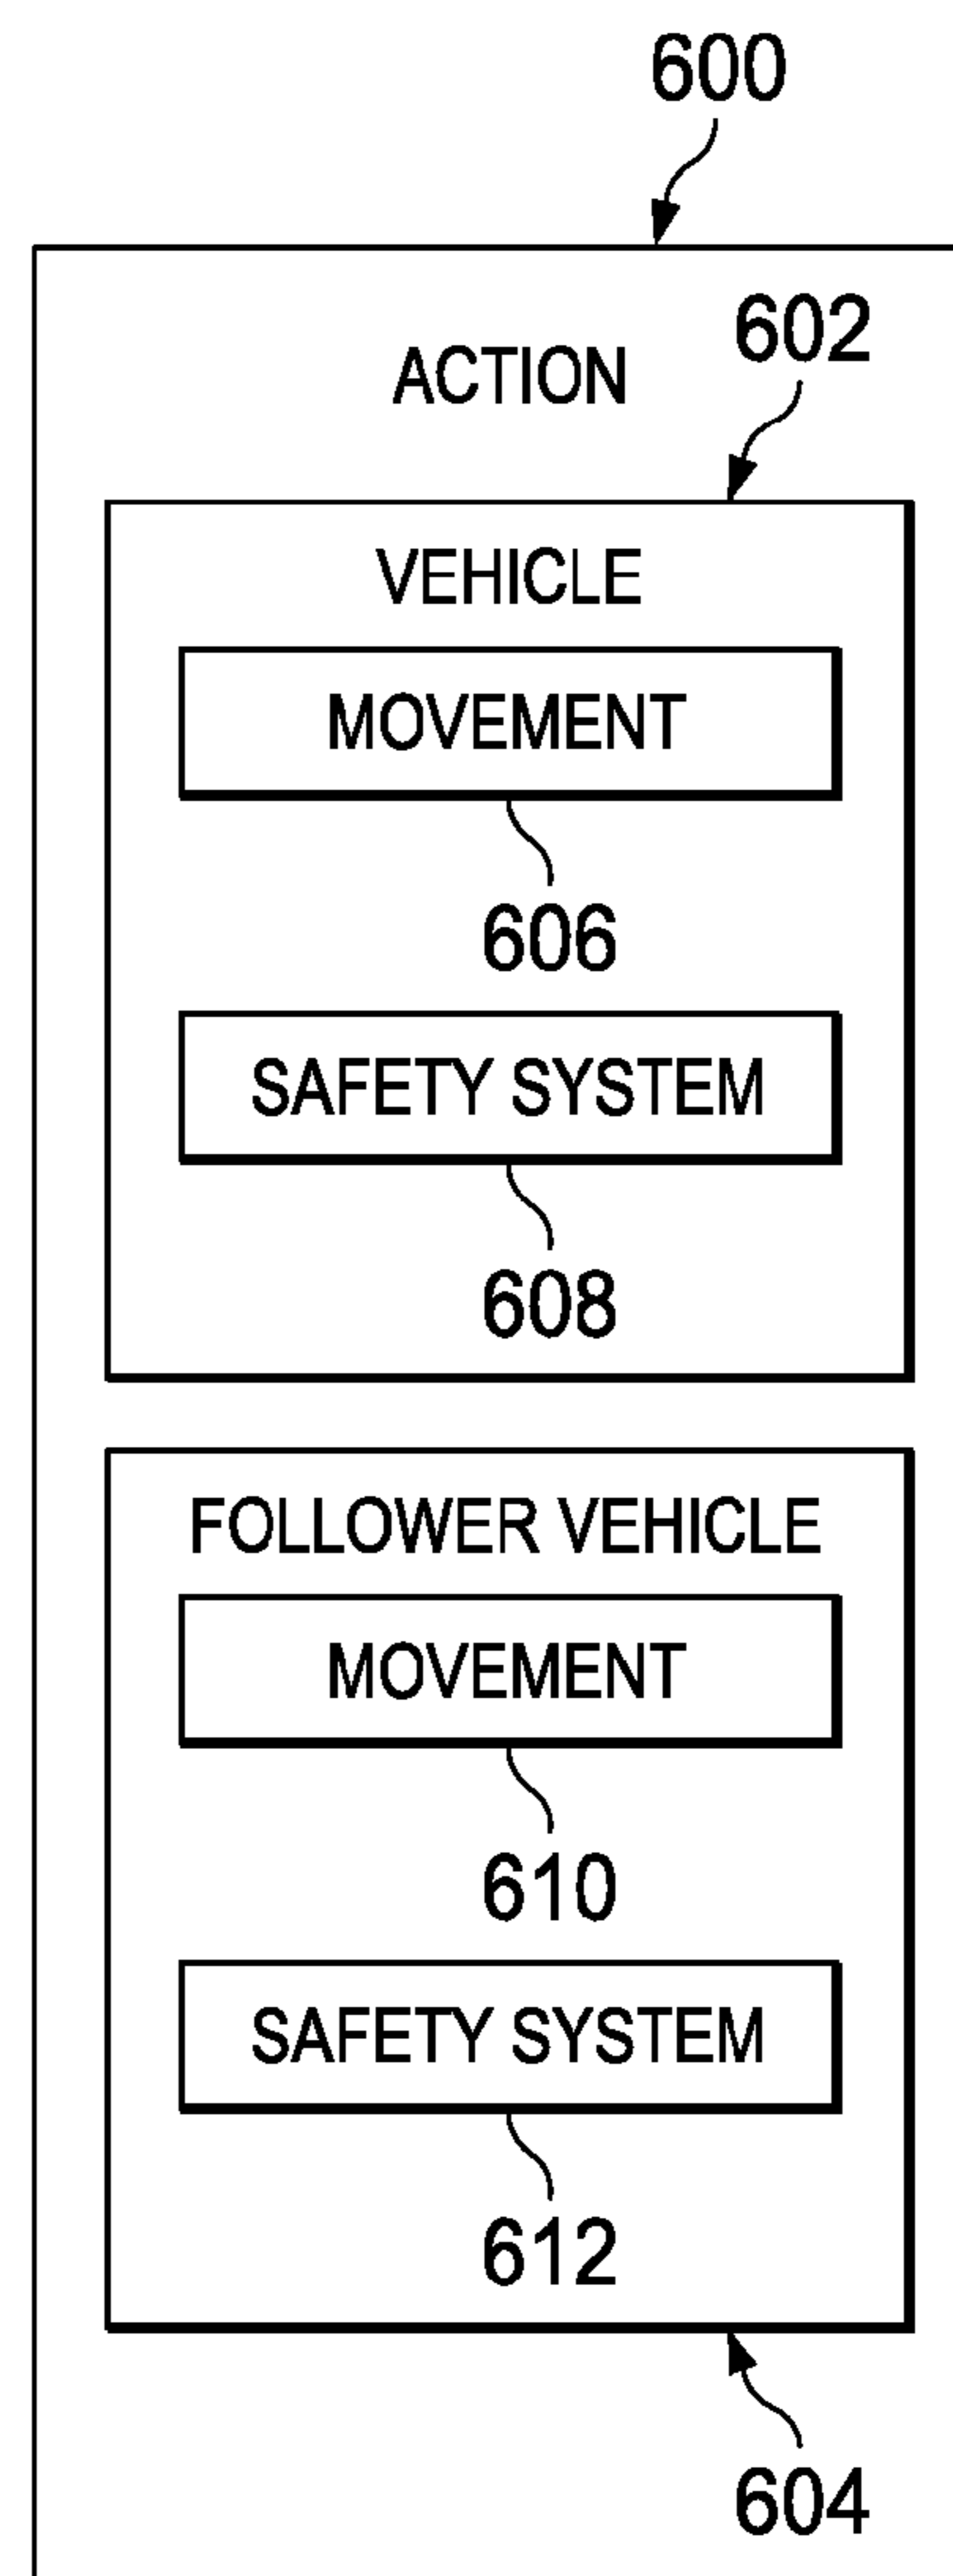 600
602
ACTION
VEHICLE
MOVEMENT
606
SAFETY SYSTEM
608
FOLLOWER VEHICLE
MOVEMENT
610
SAFETY SYSTEM
612
604